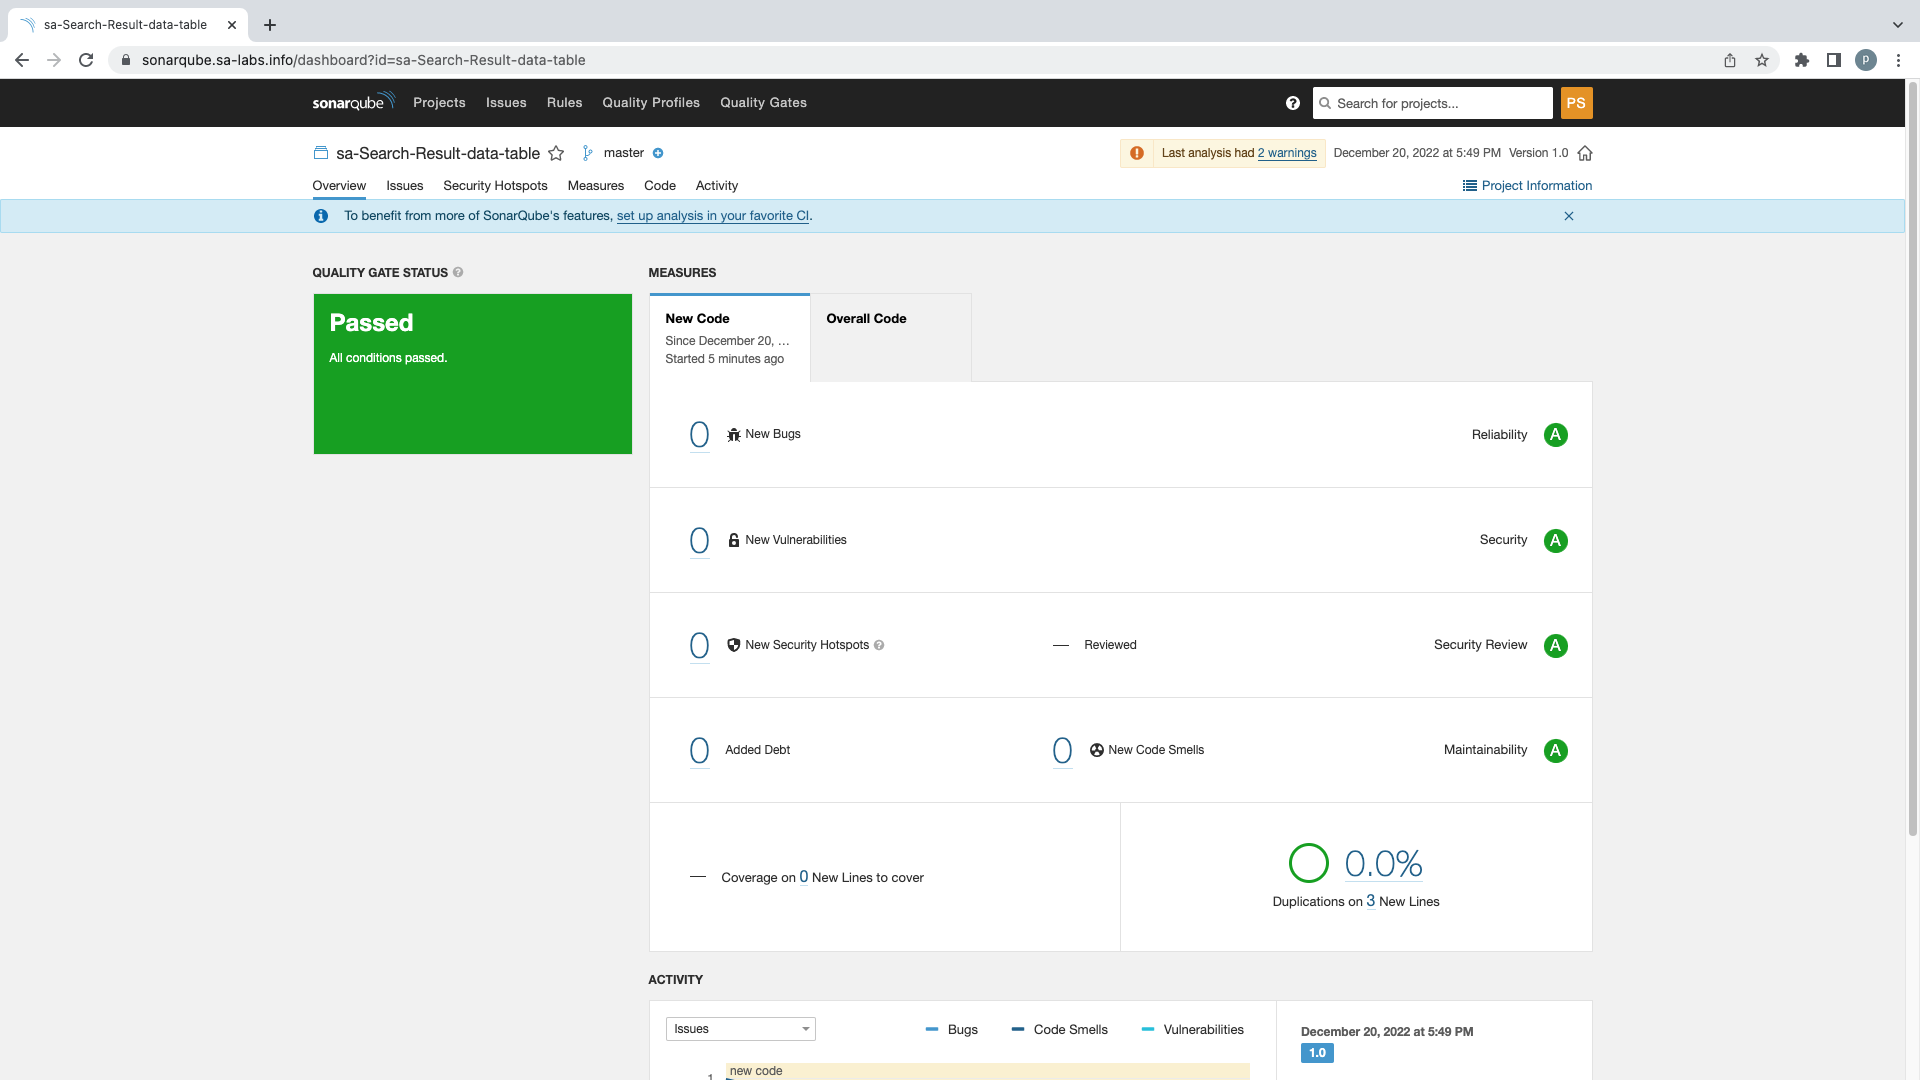 sa-Search-Result-data-table
sonarqube.sa-labs.info/dashboard?id=sa-Search-Result-data-table
P
sonarqube Projects Issues Rules Quality Profiles Quality Gates
Search for projects...
PS
sa-Search-Result-data-table master
Last analysis had 2 warnings December 20, 2022 at 5:49 PM Version 1.0
Overview Issues Security Hotspots Measures Code Activity
Project Information
To benefit from more of SonarQube's features, set up analysis in your favorite CI.
QUALITY GATE STATUS
Passed
All conditions passed.
MEASURES
New Code
Since December 20, ...
Started 5 minutes ago
Overall Code
0 New Bugs
Reliability A
0 New Vulnerabilities
Security A
0 New Security Hotspots
— Reviewed
Security Review A
0 Added Debt
0 New Code Smells
Maintainability A
— Coverage on 0 New Lines to cover
0.0%
Duplications on 3 New Lines
ACTIVITY
Issues
Bugs Code Smells Vulnerabilities
new code
1
December 20, 2022 at 5:49 PM
1.0